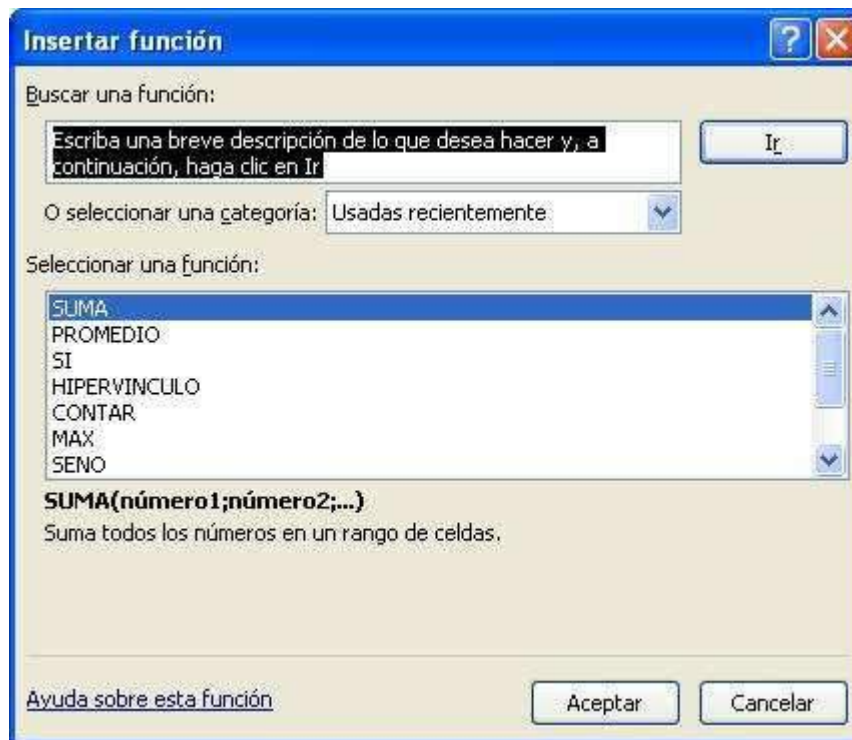 Insertar función
Buscar una función:
Escriba una breve descripción de lo que desea hacer y, a
continuación, haga clic en Ir
Ir
O seleccionar una categoría: Usadas recientemente
Seleccionar una función:
SUMA
PROMEDIO
SI
HIPERVINCULO
CONTAR
MAX
SENO
SUMA(número1;número2;...)
Suma todos los números en un rango de celdas.
Ayuda sobre esta función
Aceptar
Cancelar